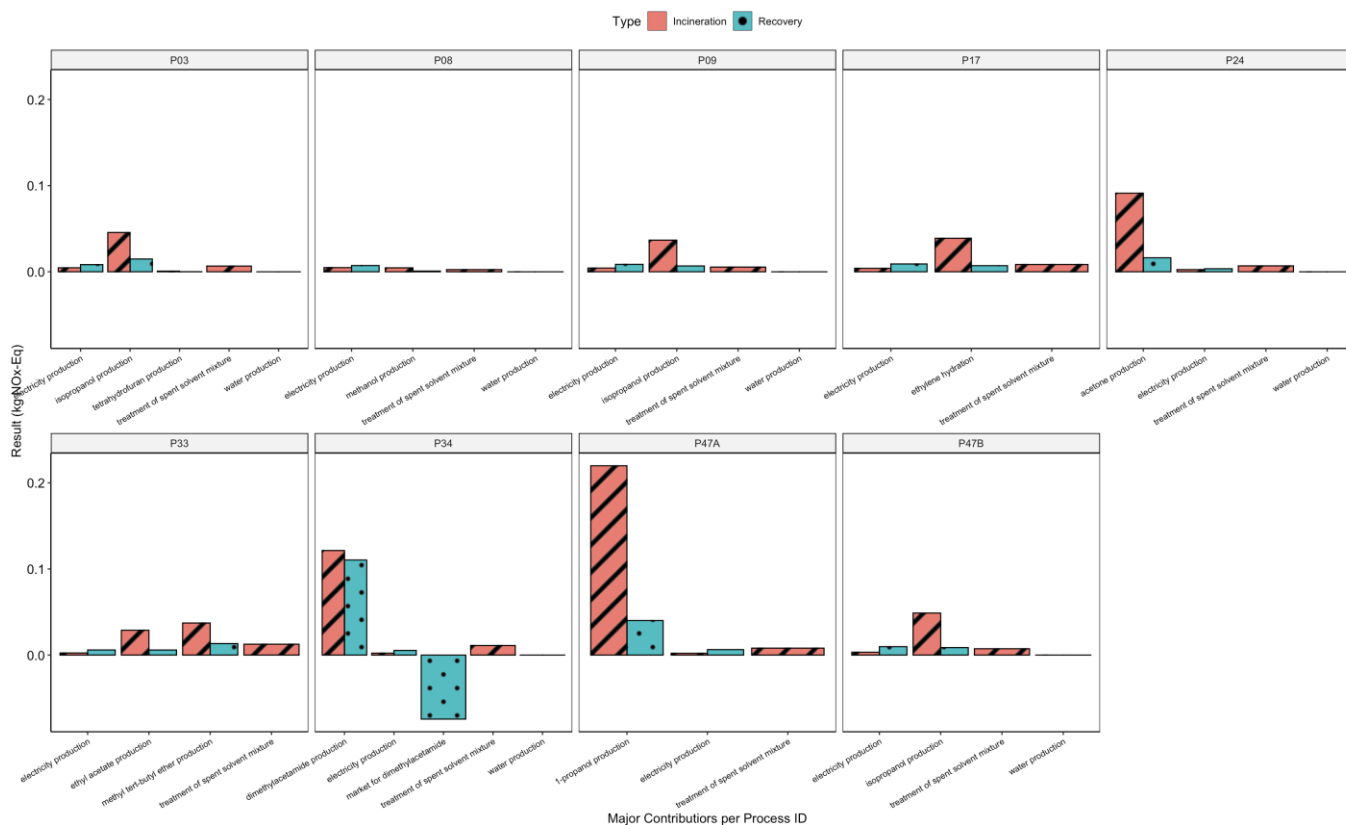 Type Incineration Recovery
P03 P08 P09 P17 P24
0.2
0.1
0.0
electricity production
isopropanol production
tetrahydrofuran production
treatment of spent solvent mixture
water production
electricity production
methanol production
treatment of spent solvent mixture
water production
electricity production
isopropanol production
treatment of spent solvent mixture
water production
electricity production
ethylene hydration
treatment of spent solvent mixture
acetone production
electricity production
treatment of spent solvent mixture
water production
Result (kg NOx-Eq)
P33 P34 P47A P47B
0.2
0.1
0.0
electricity production
ethyl acetate production
methyl tert-butyl ether production
treatment of spent solvent mixture
dimethylacetamide production
electricity production
market for dimethylacetamide
treatment of spent solvent mixture
water production
1-propanol production
electricity production
treatment of spent solvent mixture
electricity production
isopropanol production
treatment of spent solvent mixture
water production
Major Contributiors per Process ID